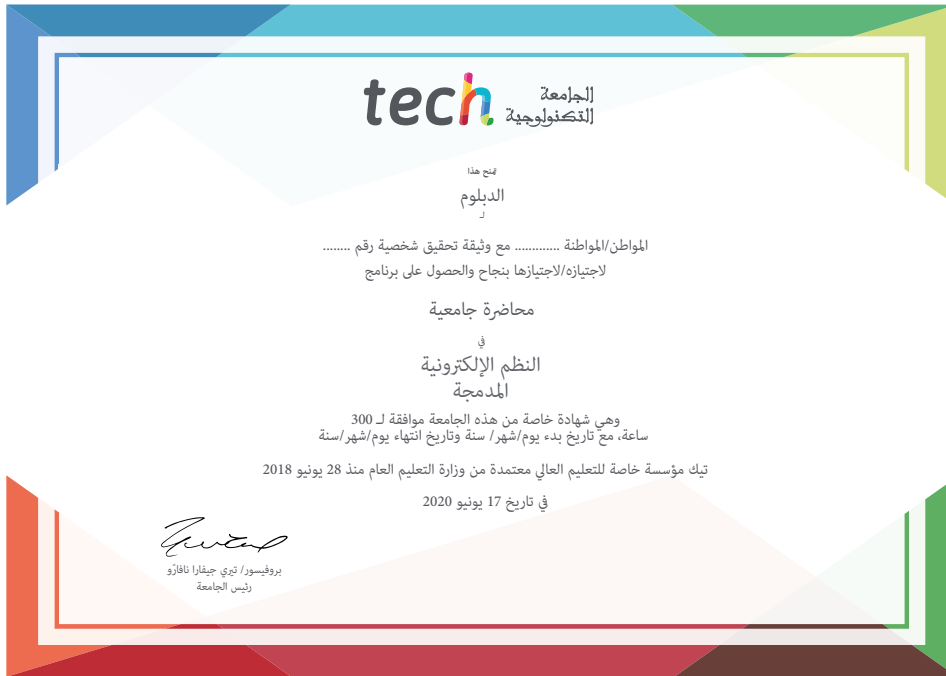 tech الجامعة
التكنولوجية
يمنح هذا
الدبلوم
لـ
المواطن/المواطنة ............ مع وثيقة تحقيق شخصية رقم ........
لاجتيازه/لاجتيازها بنجاح والحصول على برنامج
محاضرة جامعية
في
النظم الإلكترونية
المدمجة
وهي شهادة خاصة من هذه الجامعة موافقة لـ 300
ساعة، مع تاريخ بدء يوم/شهر/ سنة وتاريخ انتهاء يوم/شهر/سنة
تيك مؤسسة خاصة للتعليم العالي معتمدة من وزارة التعليم العام منذ 28 يونيو 2018
في تاريخ 17 يونيو 2020
بروفيسور/ تيري جيفارا نافارّو
رئيس الجامعة